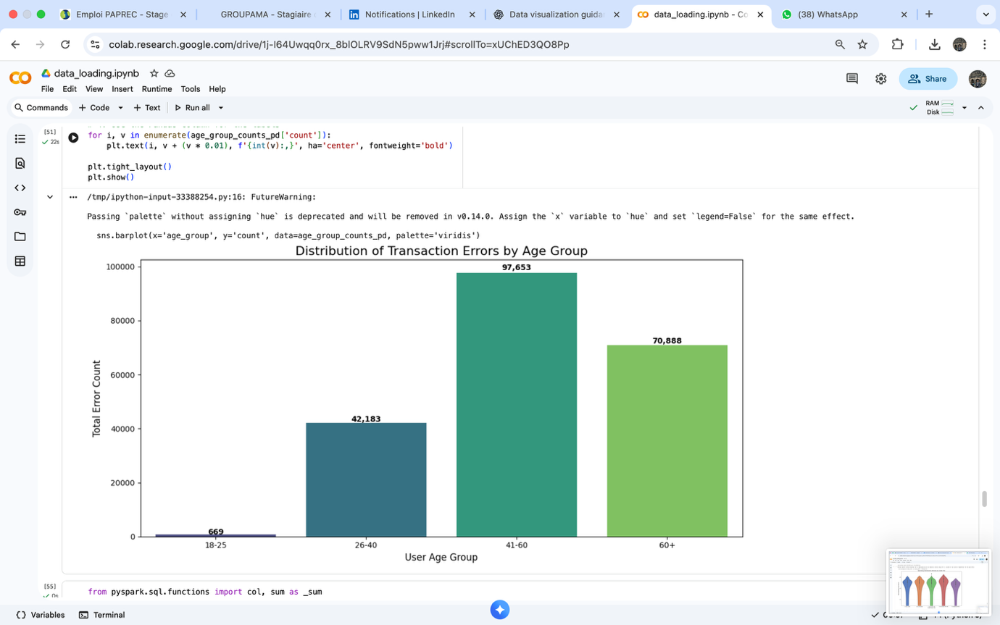 Emploi PAPREC - Stage
GROUPAMA - Stagiaire
Notifications | LinkedIn
Data visualization guida
data_loading.ipynb - Co
(38) WhatsApp
colab.research.google.com/drive/
data_loading.ipynb
File Edit View Insert Runtime Tools Help
Share
Commands + Code + Text Run all
RAM
Disk
[51]
22s
for i, v in enumerate(age_group_counts_pd['count']):
plt.text(i, v + (v * 0.01), f'{int(v):,}', ha='center', fontweight='bold')
plt.tight_layout()
plt.show()
/tmp/ipython-input-33388254.py:16: FutureWarning:
Passing `palette` without assigning `hue` is deprecated and will be removed in v0.14.0. Assign the `x` variable to `hue` and set `legend=False` for the same effect.
sns.barplot(x='age_group', y='count', data=age_group_counts_pd, palette='viridis')
Distribution of Transaction Errors by Age Group
100000
80000
60000
40000
20000
0
Total Error Count
669
42,183
97,653
70,888
18-25
26-40
41-60
60+
User Age Group
[55]
0s
from pyspark.sql.functions import col, sum as _sum
Variables
Terminal